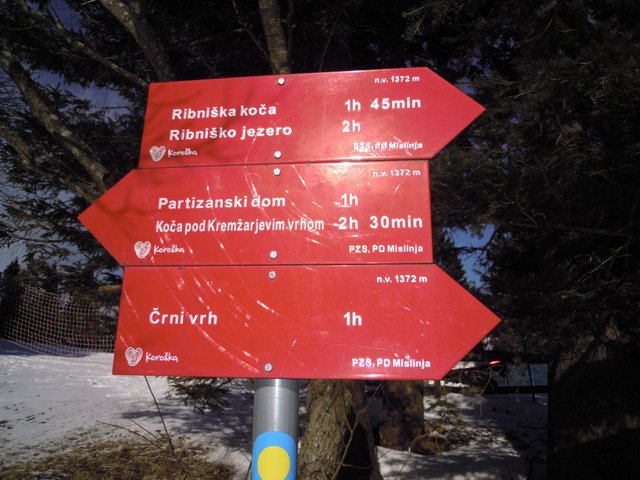 n.v. 1372 m
Ribniška koča 1h 45min
Ribniško jezero 2h
Koroška PZS, PD Mislinja
n.v. 1372 m
Partizanski dom -1h
Koča pod Kremžarjevim vrhom -2h 30min
Koroška PZS, PD Mislinja
n.v. 1372 m
Črni vrh 1h
Koroška PZS, PD Mislinja